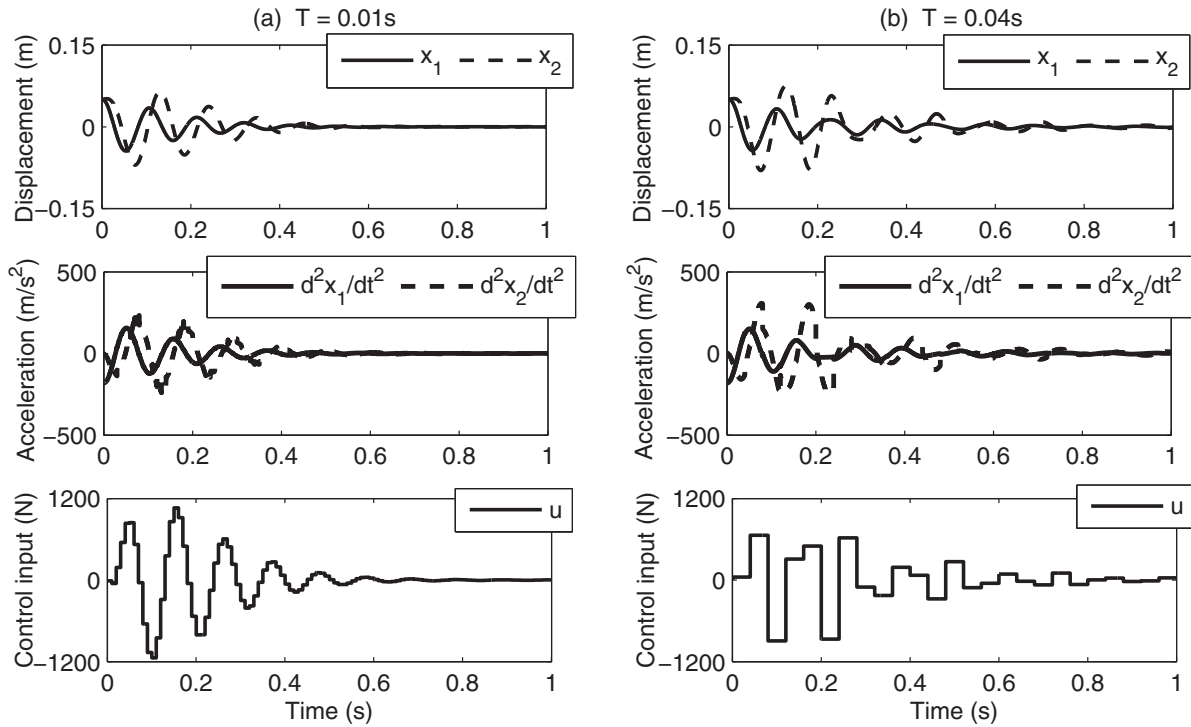 (a) T = 0.01s
Displacement (m)
0.15
0
−0.15
x1 x2
0 0.2 0.4 0.6 0.8 1
Acceleration (m/s²)
500
0
−500
d²x1/dt² d²x2/dt²
0 0.2 0.4 0.6 0.8 1
Control input (N)
1200
0
−1200
u
0 0.2 0.4 0.6 0.8 1
Time (s)
(b) T = 0.04s
Displacement (m)
0.15
0
−0.15
x1 x2
0 0.2 0.4 0.6 0.8 1
Acceleration (m/s²)
500
0
−500
d²x1/dt² d²x2/dt²
0 0.2 0.4 0.6 0.8 1
Control input (N)
1200
0
−1200
u
0 0.2 0.4 0.6 0.8 1
Time (s)